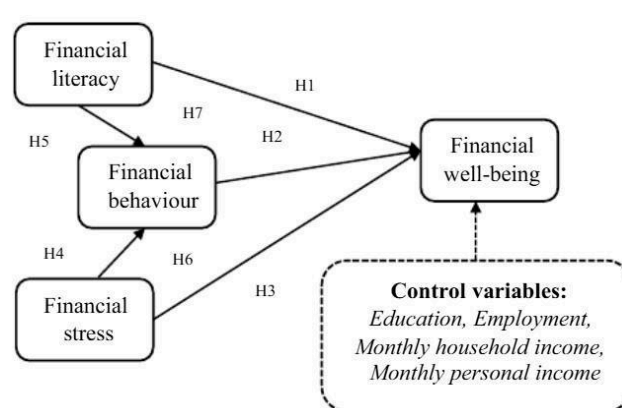 Financial
literacy
H1
H7
H5
H2
Financial
behaviour
Financial
well-being
H4
H6
H3
Financial
stress
Control variables:
Education, Employment,
Monthly household income,
Monthly personal income